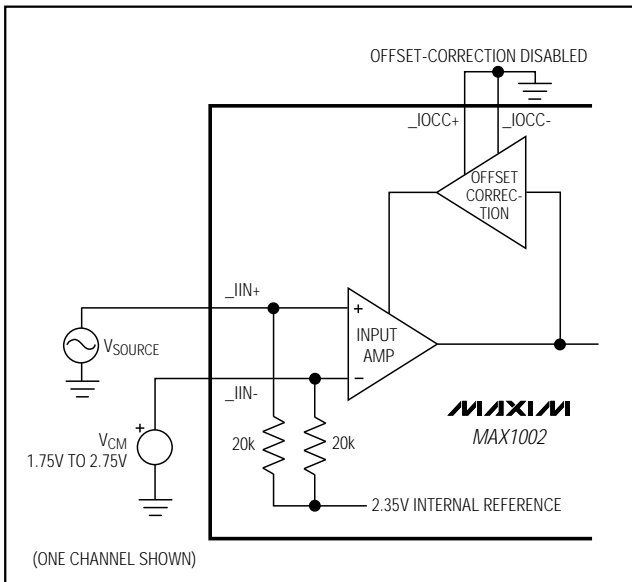 OFFSET-CORRECTION DISABLED
_IOCC+
_IOCC-
OFFSET
CORREC-
TION
_IIN+
+
INPUT
AMP
VSOURCE
_IIN-
−
MAXIM
MAX1002
+
VCM
1.75V TO 2.75V
20k
20k
2.35V INTERNAL REFERENCE
(ONE CHANNEL SHOWN)